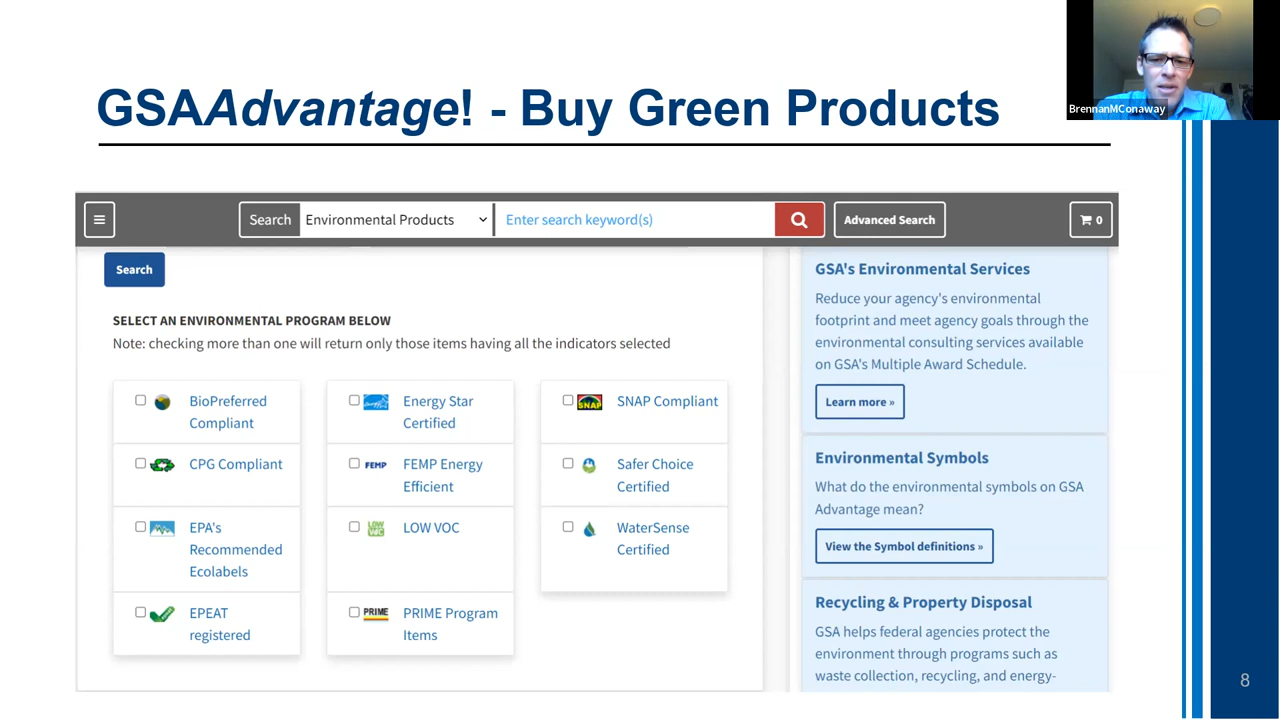 GSAAdvantage! - Buy Green Products
BrennanMConaway
Search
Environmental Products
Enter search keyword(s)
Advanced Search
0
Search
SELECT AN ENVIRONMENTAL PROGRAM BELOW
Note: checking more than one will return only those items having all the indicators selected
BioPreferred
Compliant
CPG Compliant
EPA's
Recommended
Ecolabels
EPEAT
registered
Energy Star
Certified
FEMP
FEMP Energy
Efficient
LOW
VOC
LOW VOC
PRIME
PRIME Program
Items
SNAP
SNAP Compliant
Safer Choice
Certified
WaterSense
Certified
GSA's Environmental Services
Reduce your agency's environmental
footprint and meet agency goals through the
environmental consulting services available
on GSA's Multiple Award Schedule.
Learn more »
Environmental Symbols
What do the environmental symbols on GSA
Advantage mean?
View the Symbol definitions »
Recycling & Property Disposal
GSA helps federal agencies protect the
environment through programs such as
waste collection, recycling, and energy-
8